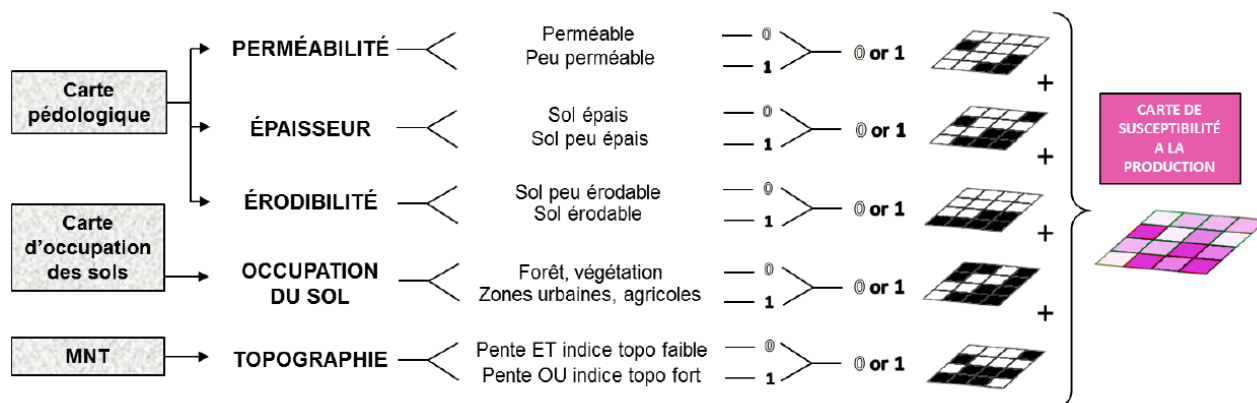 Carte
pédologique
Carte
d'occupation
des sols
MNT
PERMÉABILITÉ
Perméable
Peu perméable
0
1
0 or 1
+
ÉPAISSEUR
Sol épais
Sol peu épais
0
1
0 or 1
+
ÉRODIBILITÉ
Sol peu érodable
Sol érodable
0
1
0 or 1
+
OCCUPATION
DU SOL
Forêt, végétation
Zones urbaines, agricoles
0
1
0 or 1
+
TOPOGRAPHIE
Pente ET indice topo faible
Pente OU indice topo fort
0
1
0 or 1
CARTE DE
SUSCEPTIBILITÉ
A LA
PRODUCTION